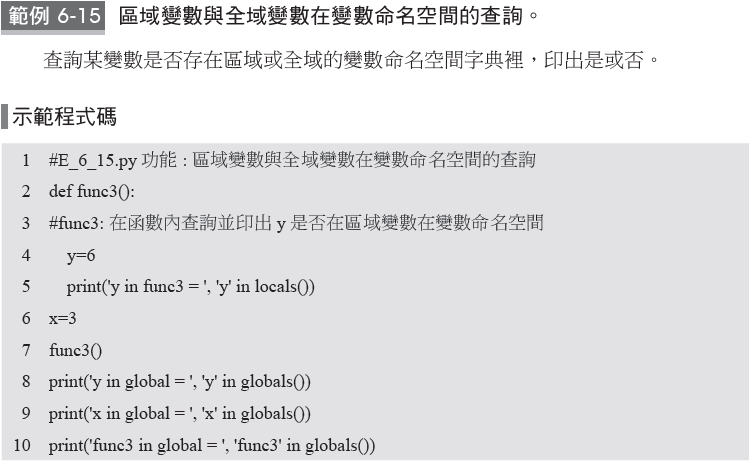 範例 6-15 區域變數與全域變數在變數命名空間的查詢。
查詢某變數是否存在區域或全域的變數命名空間字典裡，印出是或否。
示範程式碼
1 #E_6_15.py 功能 : 區域變數與全域變數在變數命名空間的查詢
2 def func3():
3 #func3: 在函數內查詢並印出 y 是否在區域變數在變數命名空間
4 y=6
5 print('y in func3 = ', 'y' in locals())
6 x=3
7 func3()
8 print('y in global = ', 'y' in globals())
9 print('x in global = ', 'x' in globals())
10 print('func3 in global = ', 'func3' in globals())